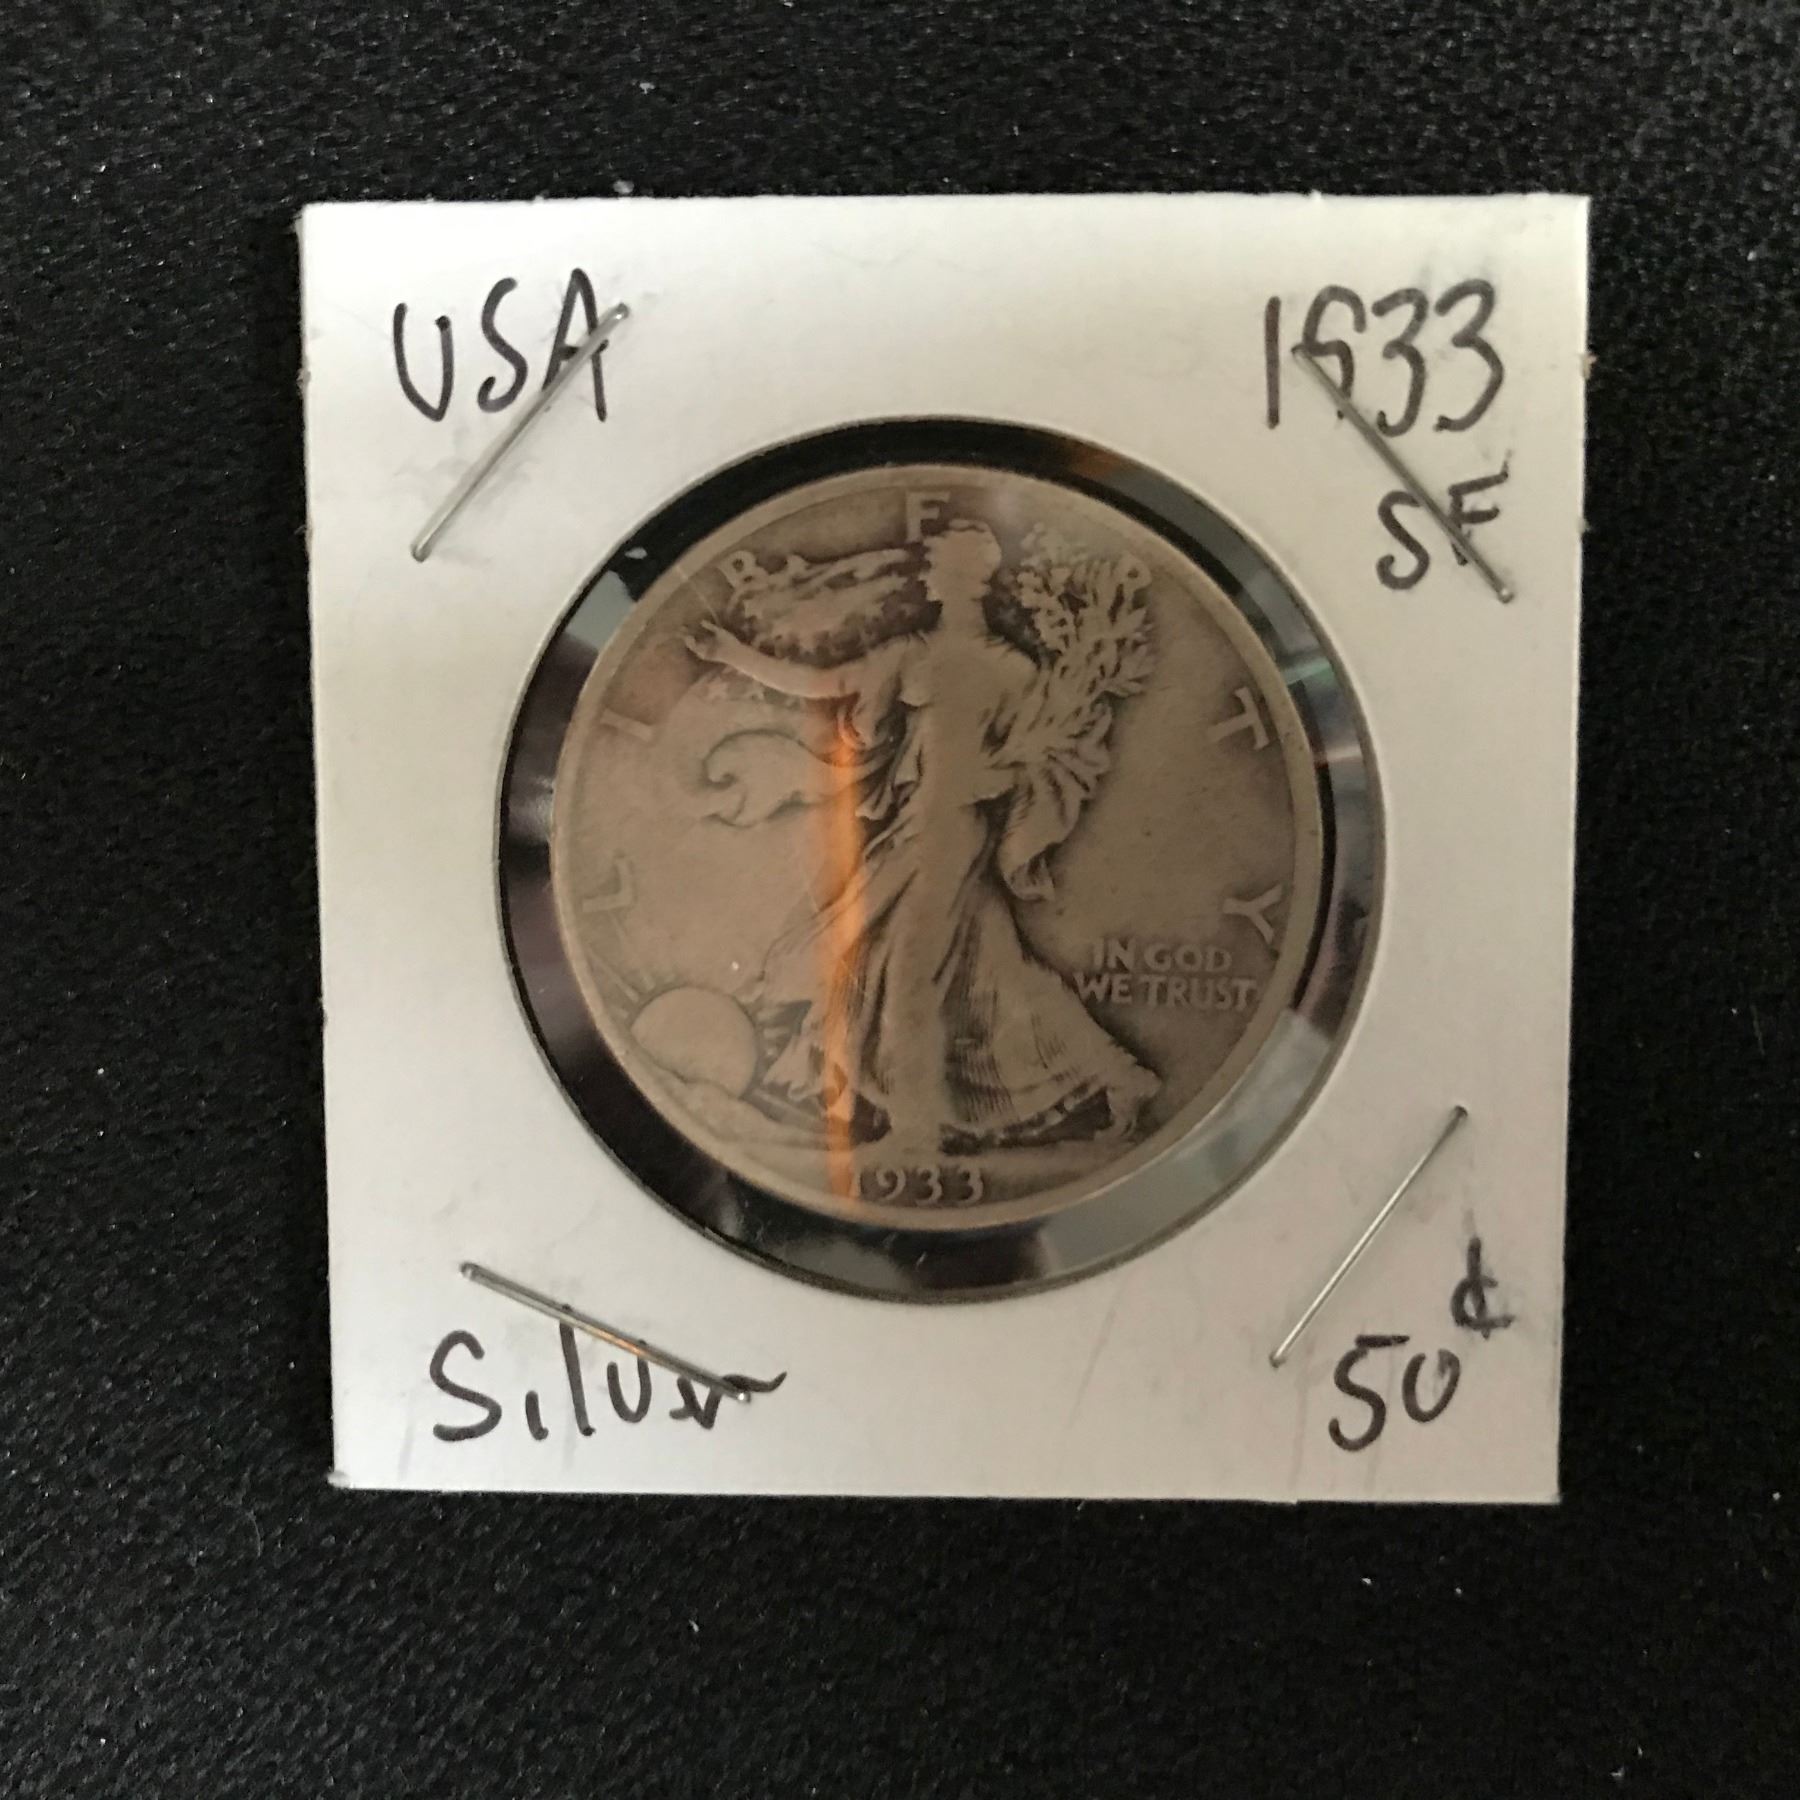 USA
1933
SF
LIBERTY
IN GOD
WE TRUST
1933
Silver
50¢